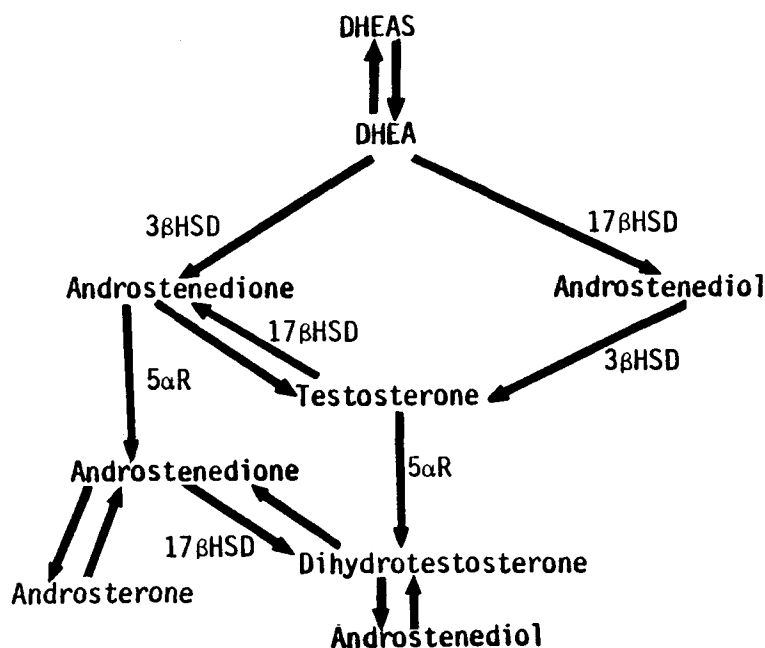 DHEAS
DHEA
3βHSD
17βHSD
Androstenedione
Androstenediol
17βHSD
3βHSD
5αR
Testosterone
Androstenedione
5αR
17βHSD
Dihydrotestosterone
Androsterone
Androstenediol